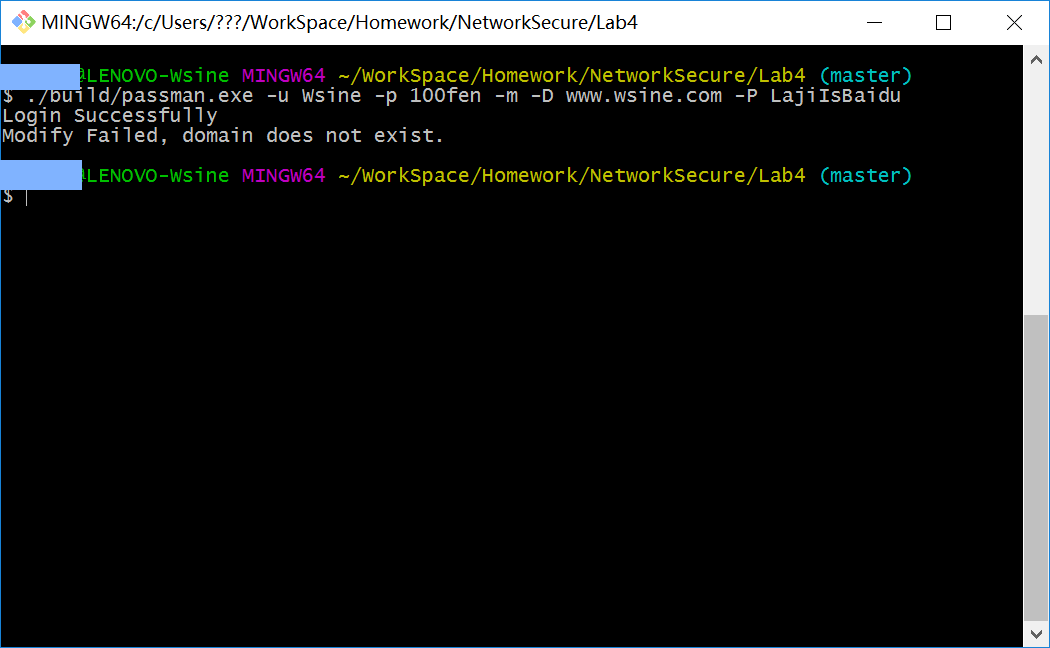 MINGW64:/c/Users/???/WorkSpace/Homework/NetworkSecure/Lab4
@LENOVO-Wsine MINGW64 ~/WorkSpace/Homework/NetworkSecure/Lab4 (master)
$ ./build/passman.exe -u Wsine -p 100fen -m -D www.wsine.com -P LajiIsBaidu
Login Successfully
Modify Failed, domain does not exist.
@LENOVO-Wsine MINGW64 ~/WorkSpace/Homework/NetworkSecure/Lab4 (master)
$